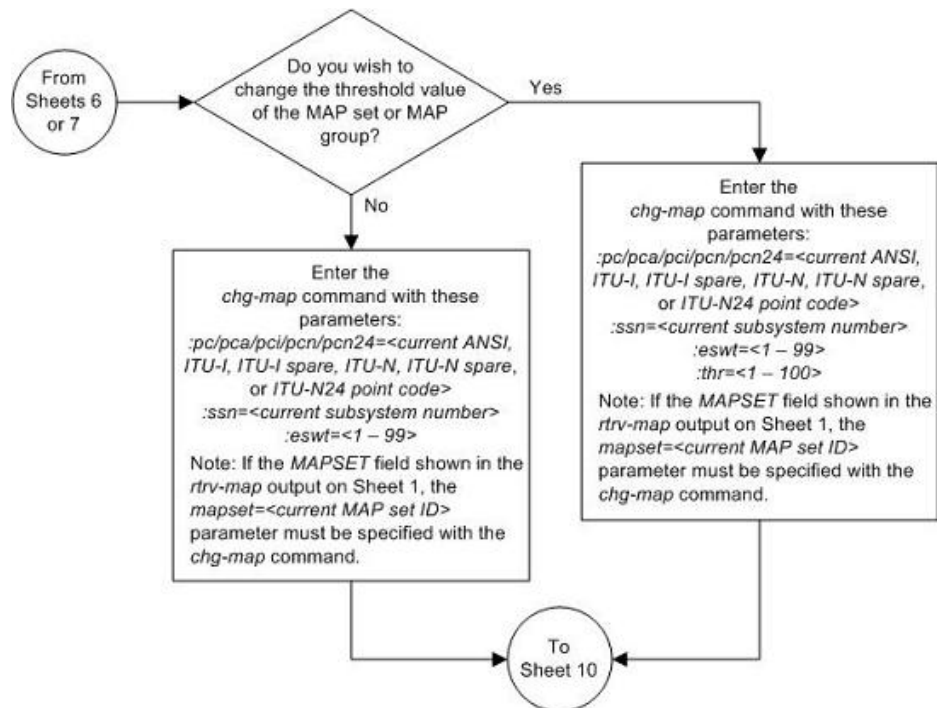 From
Sheets 6
or 7
Do you wish to
change the threshold value
of the MAP set or MAP
group?
Yes
No
Enter the
chg-map command with these
parameters:
:pc/pca/pci/pcn/pcn24=<current ANSI,
ITU-I, ITU-I spare, ITU-N, ITU-N spare,
or ITU-N24 point code>
:ssn=<current subsystem number>
:eswt=<1 – 99>
Note: If the MAPSET field shown in the
rtrv-map output on Sheet 1, the
mapset=<current MAP set ID>
parameter must be specified with the
chg-map command.
Enter the
chg-map command with these
parameters:
:pc/pca/pci/pcn/pcn24=<current ANSI,
ITU-I, ITU-I spare, ITU-N, ITU-N spare,
or ITU-N24 point code>
:ssn=<current subsystem number>
:eswt=<1 – 99>
:thr=<1 – 100>
Note: If the MAPSET field shown in the
rtrv-map output on Sheet 1, the
mapset=<current MAP set ID>
parameter must be specified with the
chg-map command.
To
Sheet 10